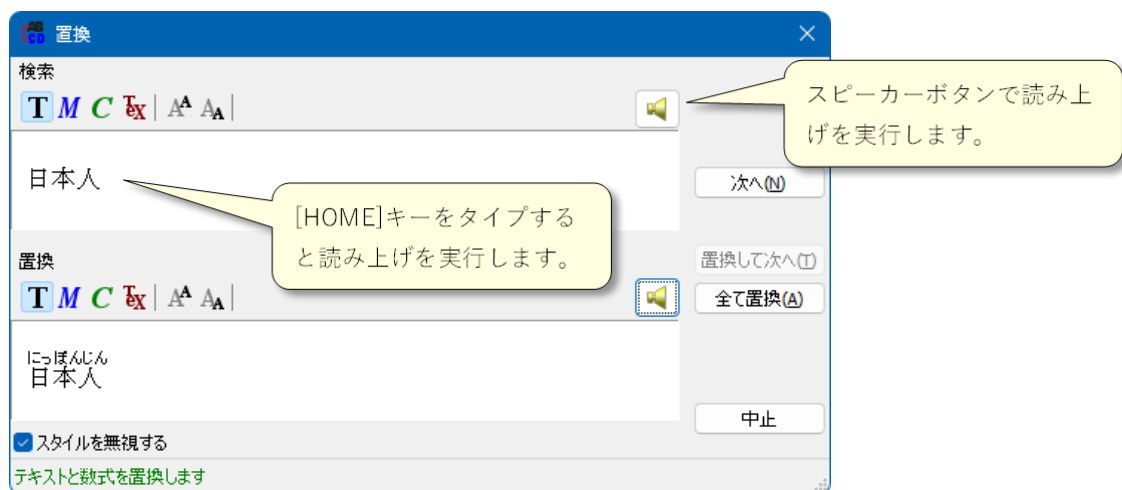 置換
検索
T M C TeX AA AA
スピーカーボタンで読み上
げを実行します。
日本人
[HOME]キーをタイプする
と読み上げを実行します。
次へ(N)
置換
置換して次へ(T)
T M C TeX AA AA
全て置換(A)
にっぽんじん
日本人
中止
スタイルを無視する
テキストと数式を置換します